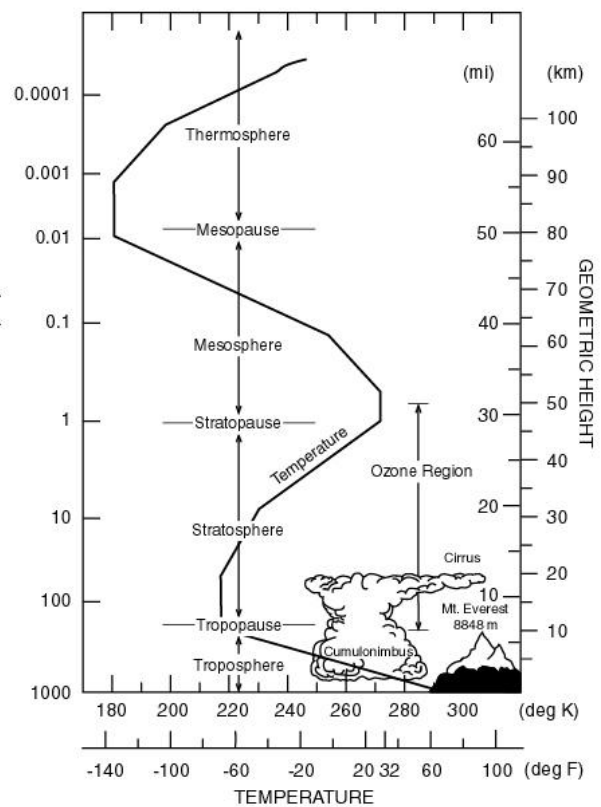 (mi) (km)
0.0001
100
60
Thermosphere
0.001
90
Mesopause
50
80
0.01
70
GEOMETRIC HEIGHT
0.1
40
60
Mesosphere
50
1
Stratopause
30
Temperature
40
Ozone Region
20
10
30
Stratosphere
Cirrus
20
100
10
Mt. Everest
8848 m
Tropopause
10
Cumulonimbus
Troposphere
1000
180 200 220 240 260 280 300 (deg K)
-140 -100 -60 -20 20 32 60 100 (deg F)
TEMPERATURE